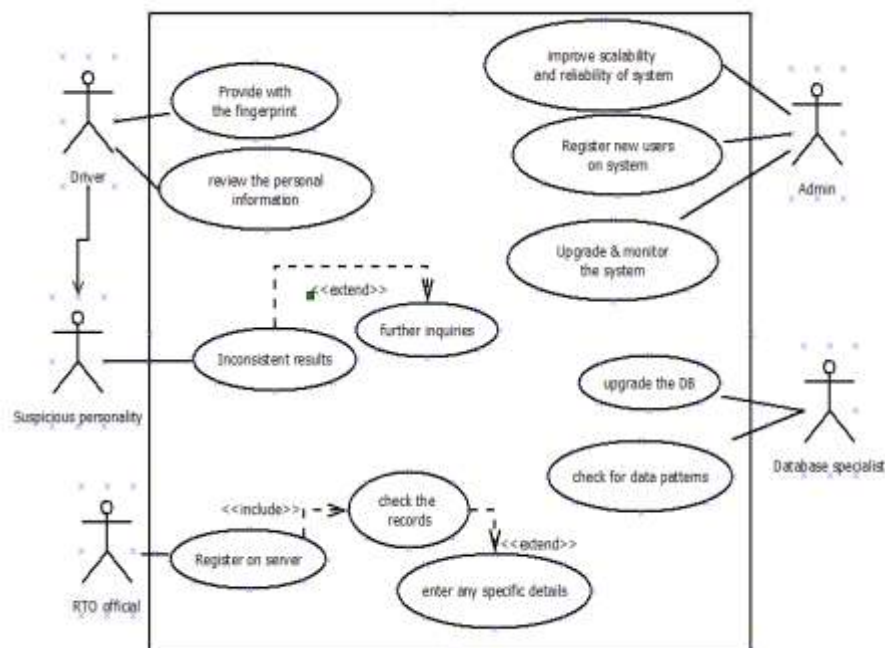 improve scalability
and reliability of system
Provide with
the fingerprint
Register new users
on system
Driver
review the personal
information
Admin
Upgrade & monitor
the system
<<extend>>
further inquiries
Inconsistent results
upgrade the DB
Suspicious personality
Database specialist
check for data patterns
<<include>>
check the
records
<<extend>>
Register on server
enter any specific details
RTO official